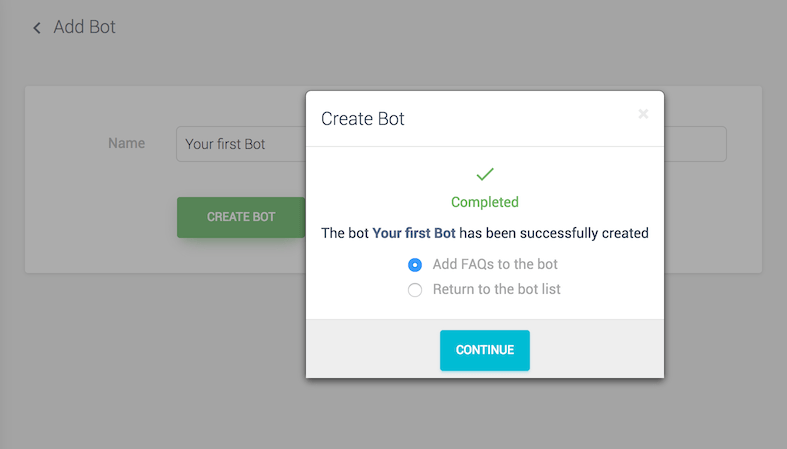 Add Bot
Create Bot
×
Name
Your first Bot
Completed
CREATE BOT
The bot Your first Bot has been successfully created
Add FAQs to the bot
Return to the bot list
CONTINUE